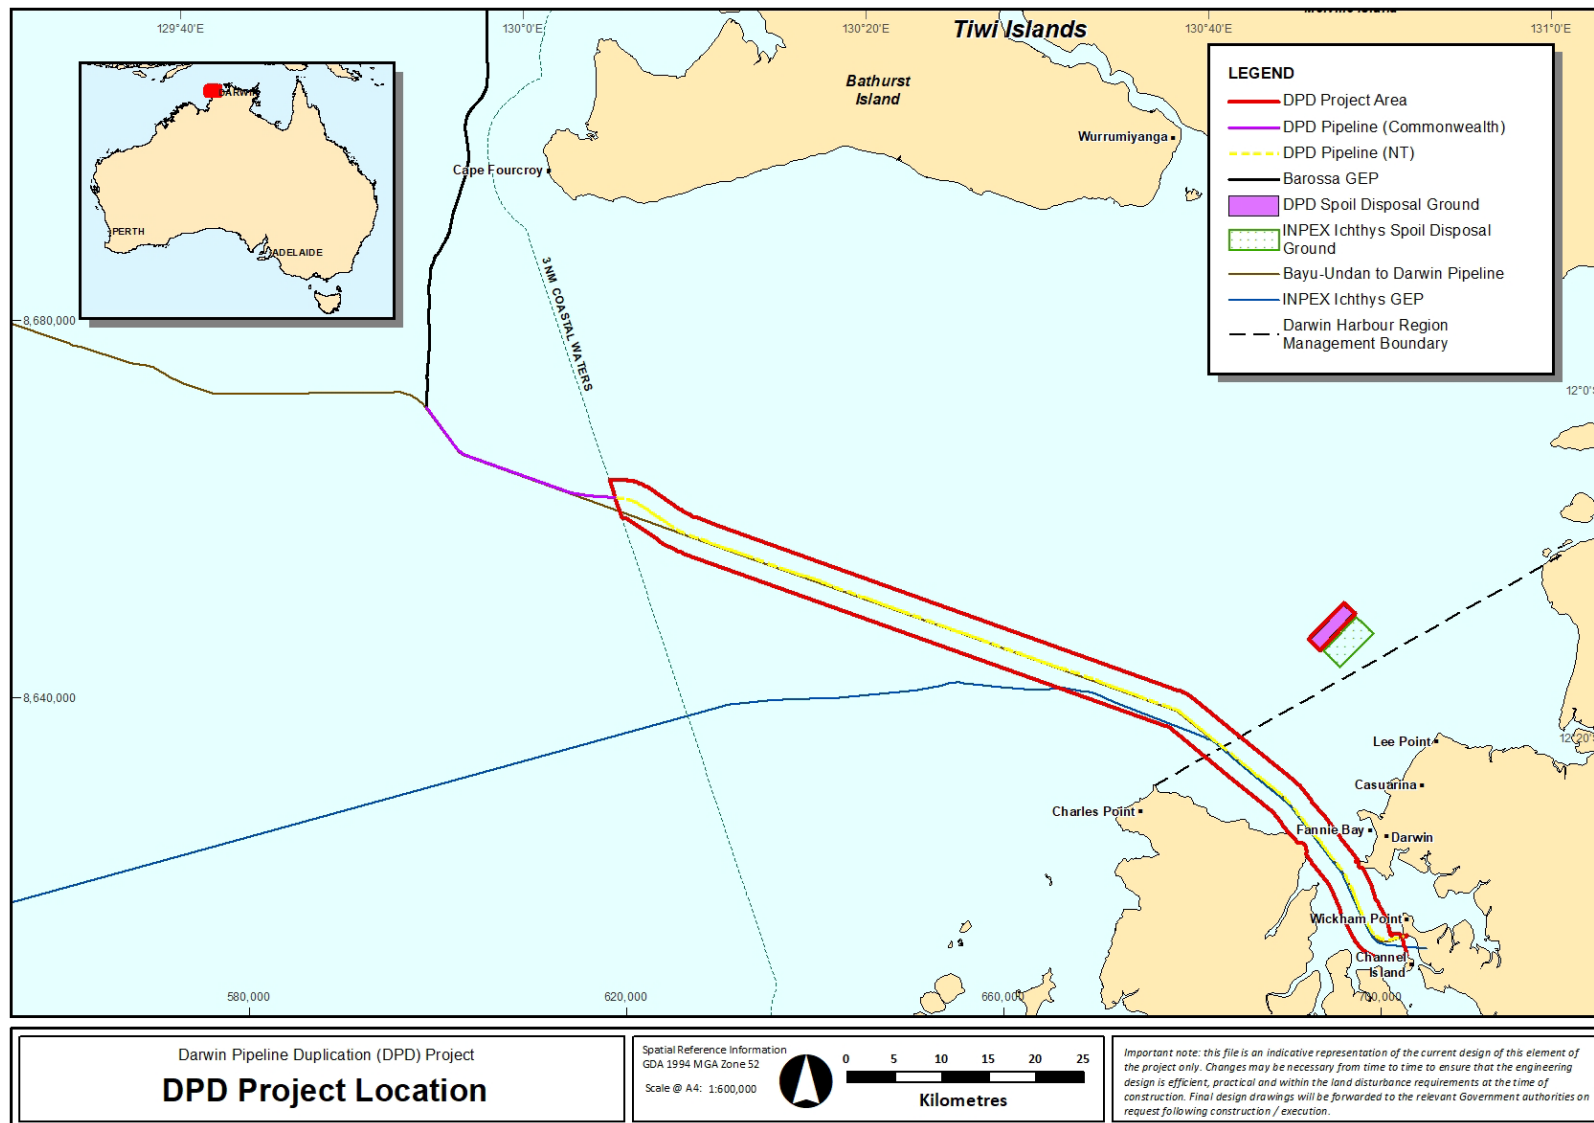 Melville Island
129°40'E
130°0'E
130°20'E
130°40'E
131°0'E
Tiwi Islands
Bathurst
Island
Wurrumiyanga
Cape Fourcroy
DARWIN
PERTH
ADELAIDE
LEGEND
DPD Project Area
DPD Pipeline (Commonwealth)
DPD Pipeline (NT)
Barossa GEP
DPD Spoil Disposal Ground
INPEX Ichthys Spoil Disposal
Ground
Bayu-Undan to Darwin Pipeline
INPEX Ichthys GEP
Darwin Harbour Region
Management Boundary
3 NM COASTAL WATERS
8,680,000
12°0'S
8,640,000
12°20'S
Lee Point
Casuarina
Charles Point
Fannie Bay
Darwin
Wickham Point
Channel
Island
580,000
620,000
660,000
700,000
Darwin Pipeline Duplication (DPD) Project
DPD Project Location
Spatial Reference Information
GDA 1994 MGA Zone 52
Scale @ A4: 1:600,000
0 5 10 15 20 25
Kilometres
Important note: this file is an indicative representation of the current design of this element of
the project only. Changes may be necessary from time to time to ensure that the engineering
design is efficient, practical and within the land disturbance requirements at the time of
construction. Final design drawings will be forwarded to the relevant Government authorities on
request following construction / execution.